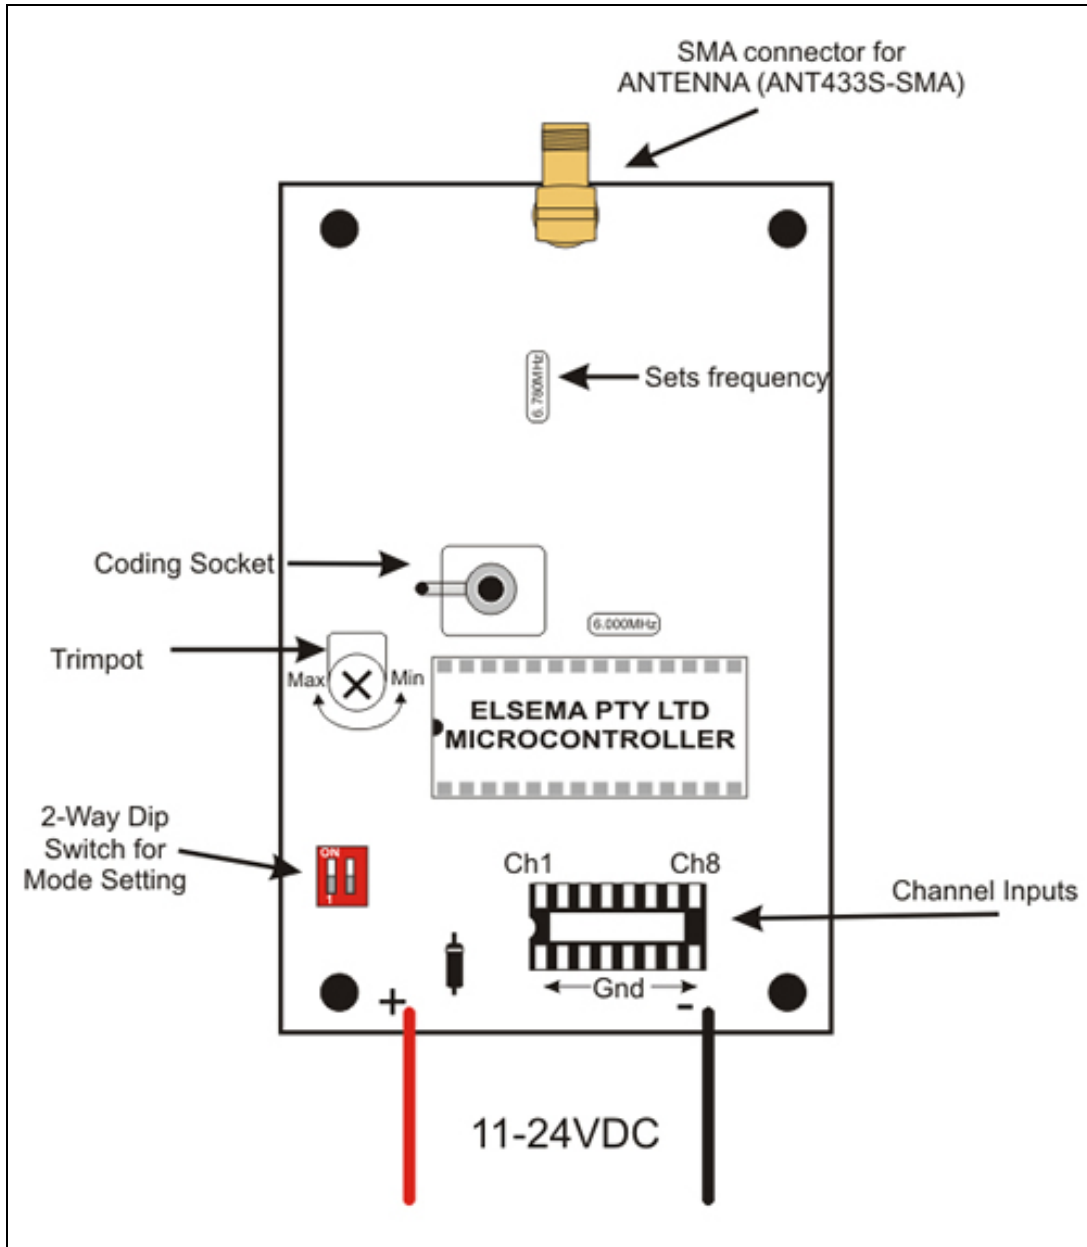 SMA connector for
ANTENNA (ANT433S-SMA)
6.780MHz
Sets frequency
Coding Socket
6.000MHz
Trimpot
Max
Min
ELSEMA PTY LTD
MICROCONTROLLER
2-Way Dip
Switch for
Mode Setting
ON
1
Ch1 Ch8
Channel Inputs
Gnd
+ -
11-24VDC